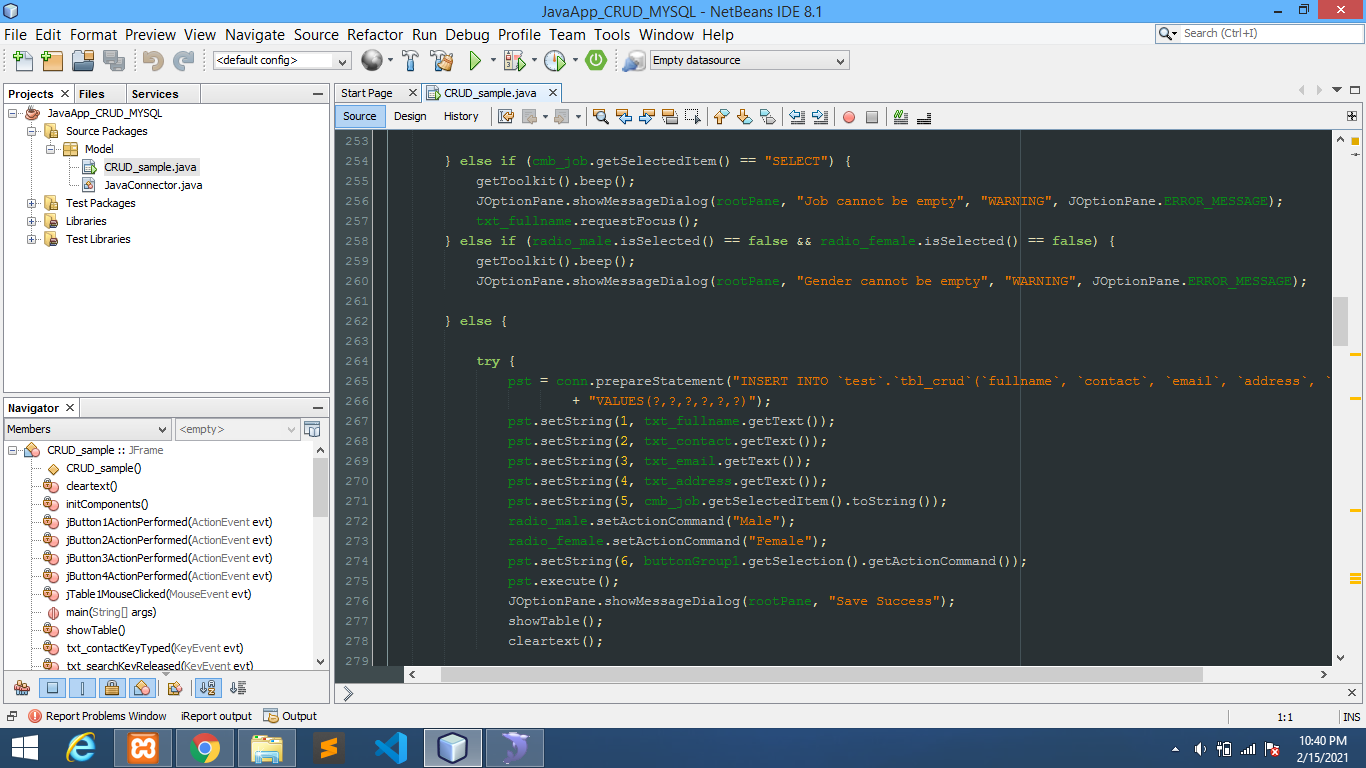 JavaApp_CRUD_MYSQL - NetBeans IDE 8.1
File Edit Format Preview View Navigate Source Refactor Run Debug Profile Team Tools Window Help
Search (Ctrl+I)
<default config>
Empty datasource
Projects Files Services
JavaApp_CRUD_MYSQL
Source Packages
Model
CRUD_sample.java
JavaConnector.java
Test Packages
Libraries
Test Libraries
Navigator
Members
<empty>
CRUD_sample :: JFrame
CRUD_sample()
cleartext()
initComponents()
jButton1ActionPerformed(ActionEvent evt)
jButton2ActionPerformed(ActionEvent evt)
jButton3ActionPerformed(ActionEvent evt)
jButton4ActionPerformed(ActionEvent evt)
jTable1MouseClicked(MouseEvent evt)
main(String[] args)
showTable()
txt_contactKeyTyped(KeyEvent evt)
txt_searchKeyReleased(KeyEvent evt)
Start Page CRUD_sample.java
Source Design History
253
254 } else if (cmb_job.getSelectedItem() == "SELECT") {
255 getToolkit().beep();
256 JOptionPane.showMessageDialog(rootPane, "Job cannot be empty", "WARNING", JOptionPane.ERROR_MESSAGE);
257 txt_fullname.requestFocus();
258 } else if (radio_male.isSelected() == false && radio_female.isSelected() == false) {
259 getToolkit().beep();
260 JOptionPane.showMessageDialog(rootPane, "Gender cannot be empty", "WARNING", JOptionPane.ERROR_MESSAGE);
261
262 } else {
263
264 try {
265 pst = conn.prepareStatement("INSERT INTO `test`.`tbl_crud`(`fullname`, `contact`, `email`, `address`, `
266 + "VALUES(?,?,?,?,?,?)");
267 pst.setString(1, txt_fullname.getText());
268 pst.setString(2, txt_contact.getText());
269 pst.setString(3, txt_email.getText());
270 pst.setString(4, txt_address.getText());
271 pst.setString(5, cmb_job.getSelectedItem().toString());
272 radio_male.setActionCommand("Male");
273 radio_female.setActionCommand("Female");
274 pst.setString(6, buttonGroup1.getSelection().getActionCommand());
275 pst.execute();
276 JOptionPane.showMessageDialog(rootPane, "Save Success");
277 showTable();
278 cleartext();
279
Report Problems Window iReport output Output
1:1 INS
10:40 PM
2/15/2021